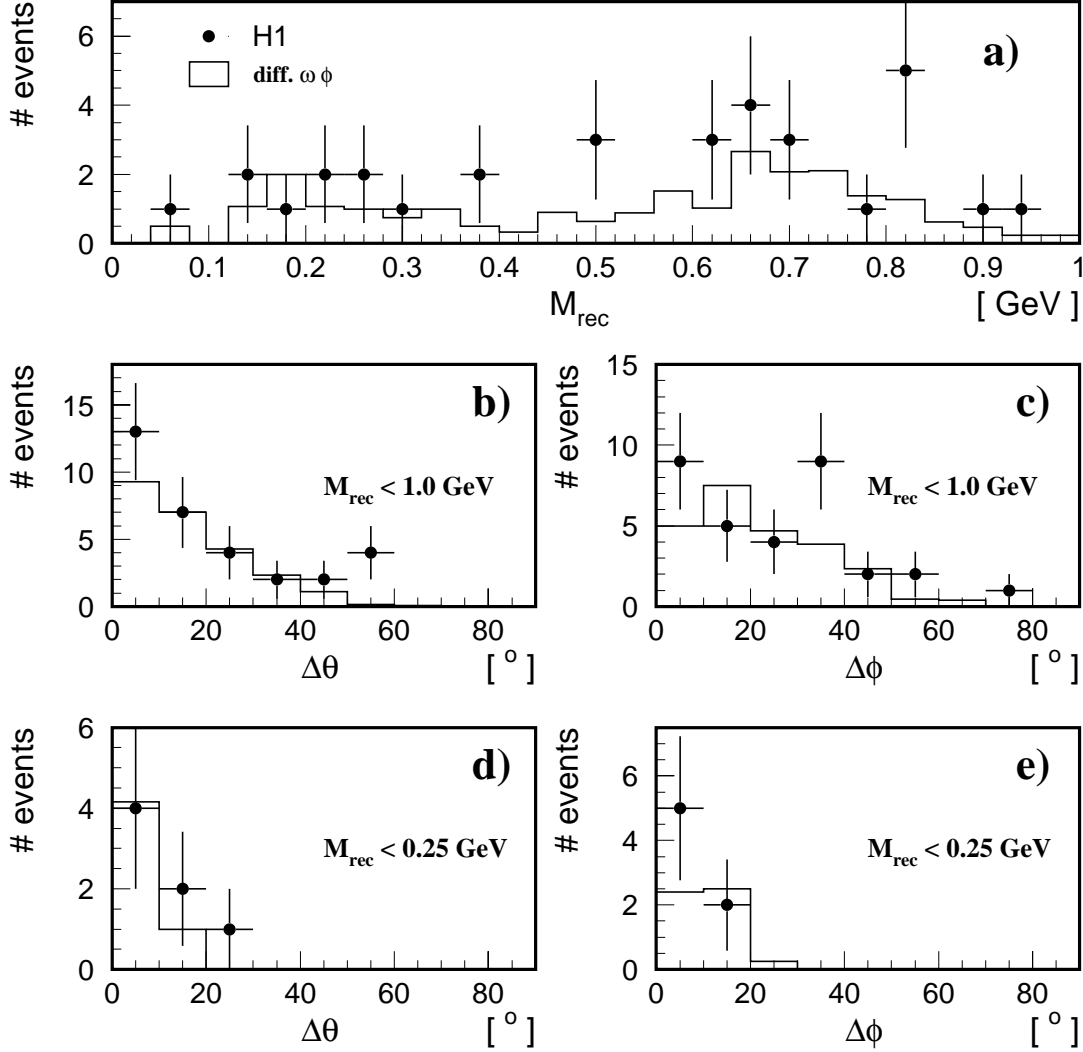 # events
0
2
4
6
H1
diff. ω φ
a)
0 0.1 0.2 0.3 0.4 0.5 0.6 0.7 0.8 0.9 1
M_rec [ GeV ]
# events
0
5
10
15
b)
M_rec < 1.0 GeV
0 20 40 60 80
Δθ [ ° ]
# events
0
5
10
15
c)
M_rec < 1.0 GeV
0 20 40 60 80
Δϕ [ ° ]
# events
0
2
4
6
d)
M_rec < 0.25 GeV
0 20 40 60 80
Δθ [ ° ]
# events
0
2
4
6
e)
M_rec < 0.25 GeV
0 20 40 60 80
Δϕ [ ° ]